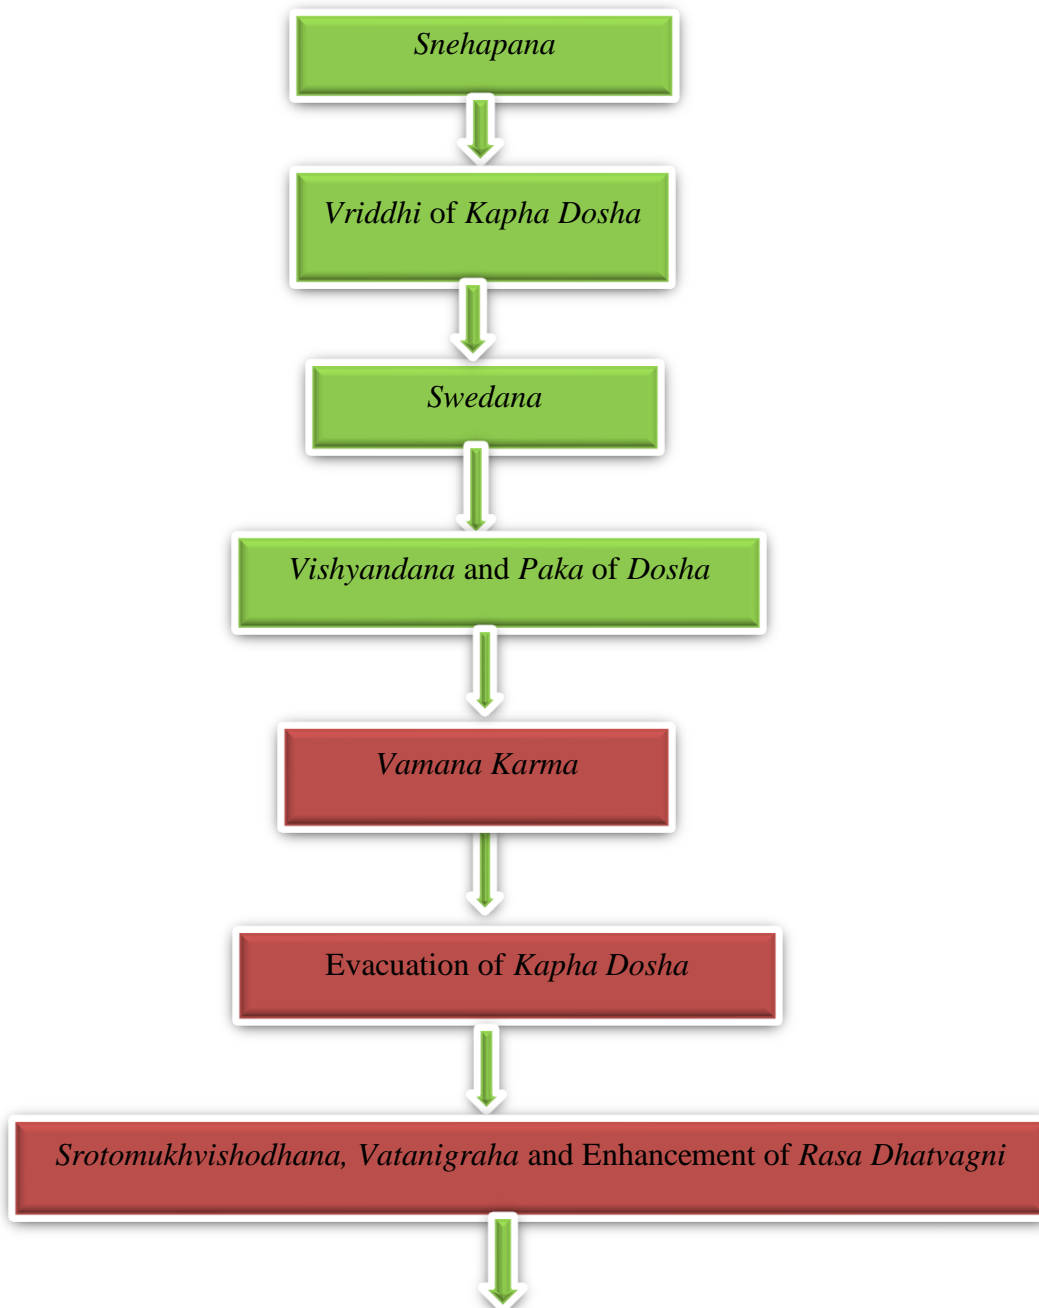 Snehapana
Vriddhi of Kapha Dosha
Swedana
Vishyandana and Paka of Dosha
Vamana Karma
Evacuation of Kapha Dosha
Srotomukhvishodhana, Vatanigraha and Enhancement of Rasa Dhatvagni